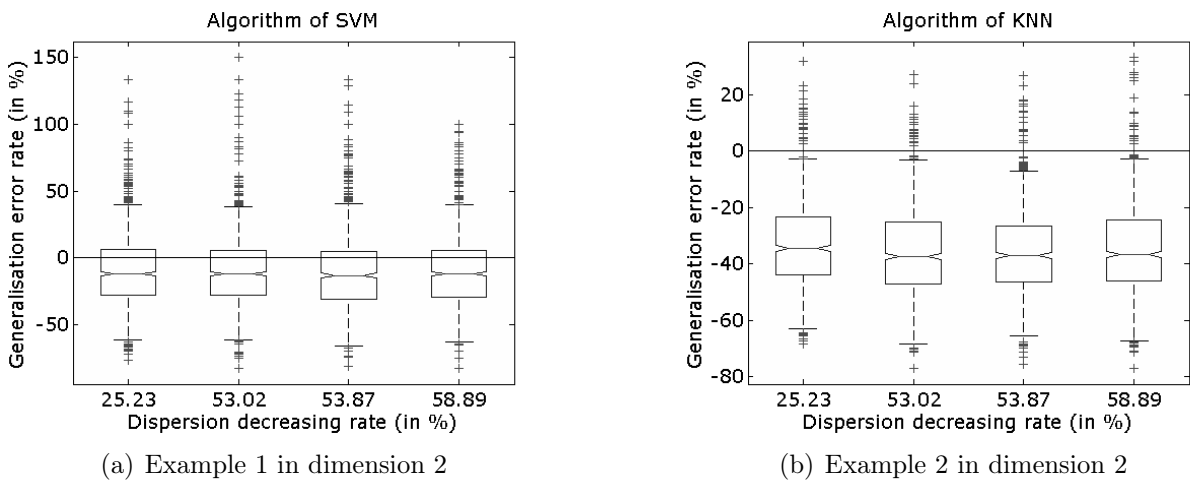 Algorithm of SVM
Generalisation error rate (in %)
150
100
50
0
-50
25.23 53.02 53.87 58.89
Dispersion decreasing rate (in %)
(a) Example 1 in dimension 2
Algorithm of KNN
Generalisation error rate (in %)
20
0
-20
-40
-60
-80
25.23 53.02 53.87 58.89
Dispersion decreasing rate (in %)
(b) Example 2 in dimension 2